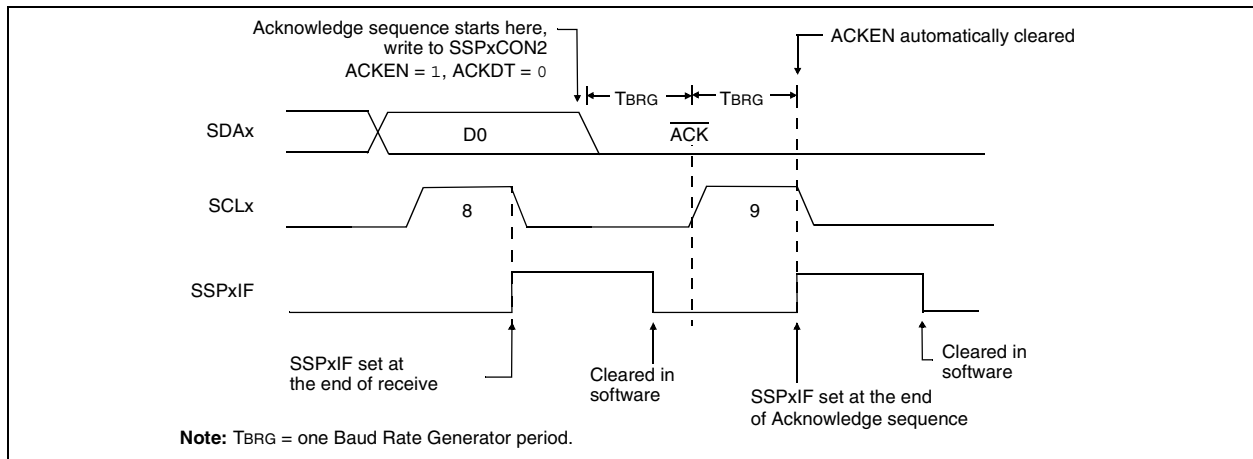 Acknowledge sequence starts here,
write to SSPxCON2
ACKEN = 1, ACKDT = 0
ACKEN automatically cleared
TBRG
TBRG
SDAx
D0
ACK
SCLx
8
9
SSPxIF
SSPxIF set at
the end of receive
Cleared in
software
SSPxIF set at the end
of Acknowledge sequence
Cleared in
software
Note: TBRG = one Baud Rate Generator period.